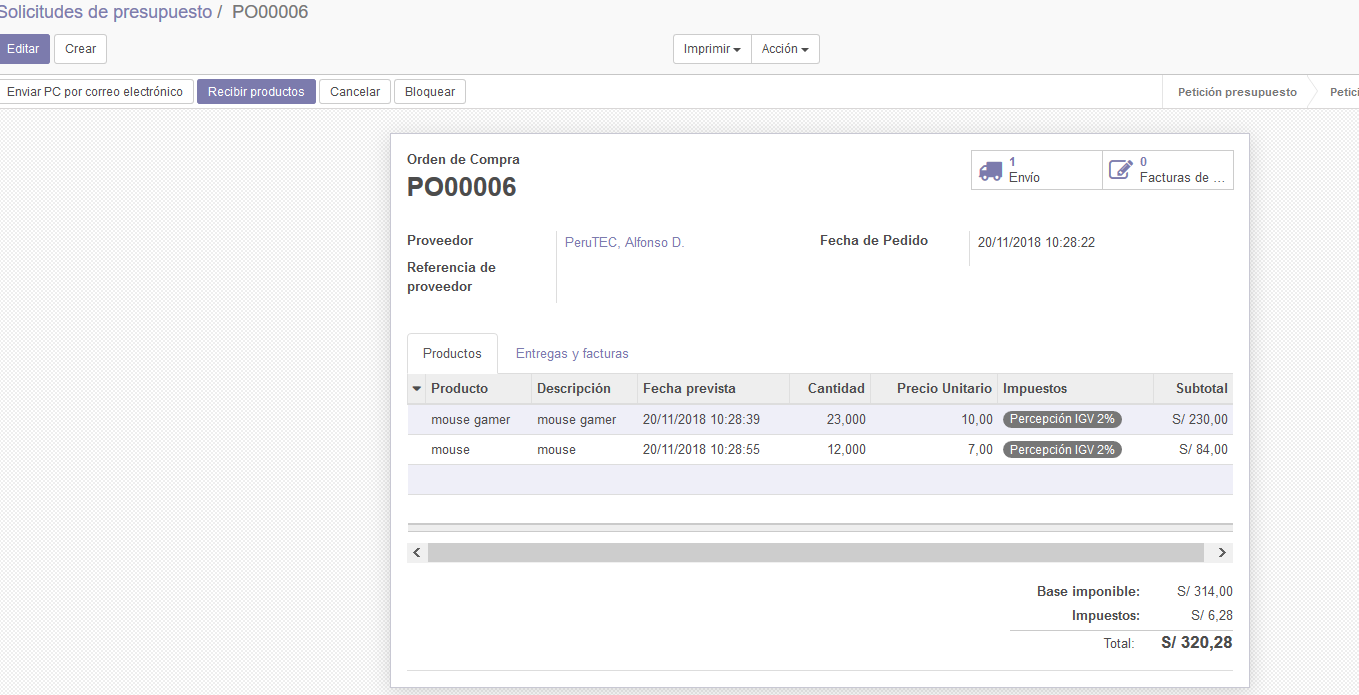 Solicitudes de presupuesto / PO00006
Editar Crear Imprimir Acción
Enviar PC por correo electrónico Recibir productos Cancelar Bloquear Petición presupuesto Petici
Orden de Compra
PO00006
1
Envío
0
Facturas de ...
Proveedor PeruTEC, Alfonso D. Fecha de Pedido 20/11/2018 10:28:22
Referencia de
proveedor
Productos Entregas y facturas
Producto Descripción Fecha prevista Cantidad Precio Unitario Impuestos Subtotal
mouse gamer mouse gamer 20/11/2018 10:28:39 23,000 10,00 Percepción IGV 2% S/ 230,00
mouse mouse 20/11/2018 10:28:55 12,000 7,00 Percepción IGV 2% S/ 84,00
Base imponible: S/ 314,00
Impuestos: S/ 6,28
Total: S/ 320,28